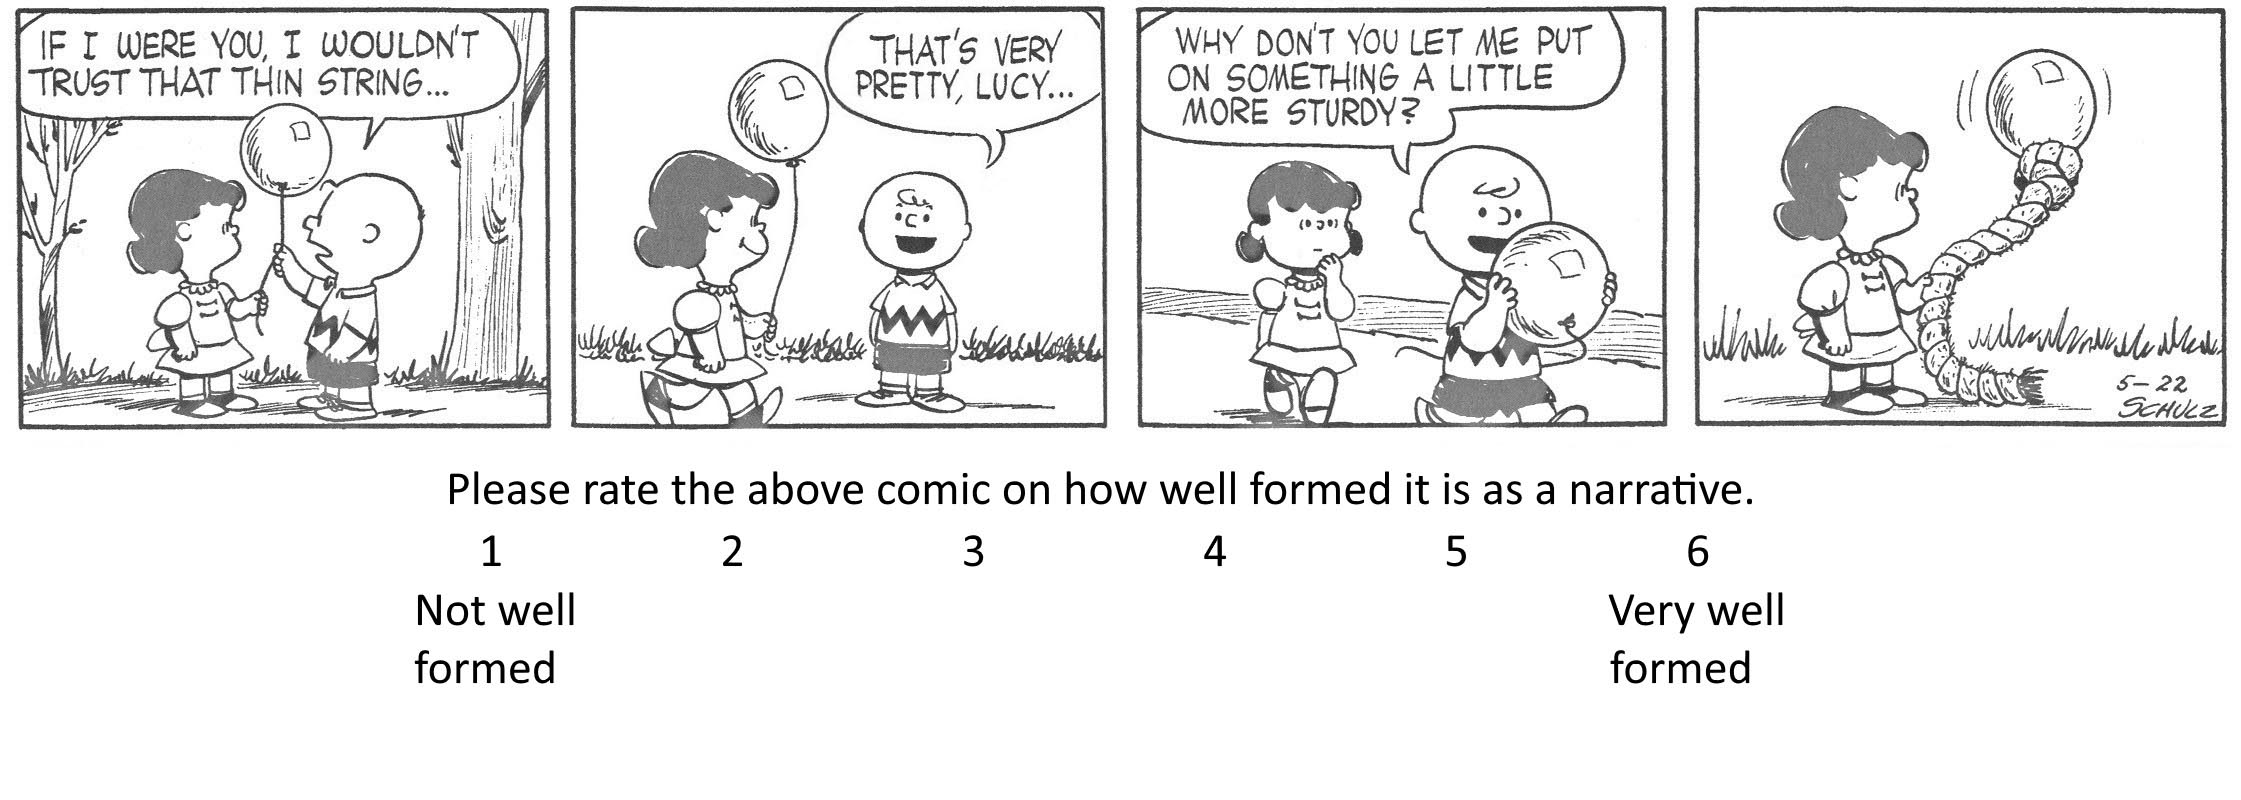 IF I WERE YOU, I WOULDN'T
TRUST THAT THIN STRING...
THAT'S VERY
PRETTY, LUCY...
WHY DON'T YOU LET ME PUT
ON SOMETHING A LITTLE
MORE STURDY?
5-22
SCHULZ
Please rate the above comic on how well formed it is as a narrative.
1 2 3 4 5 6
Not well
formed
Very well
formed